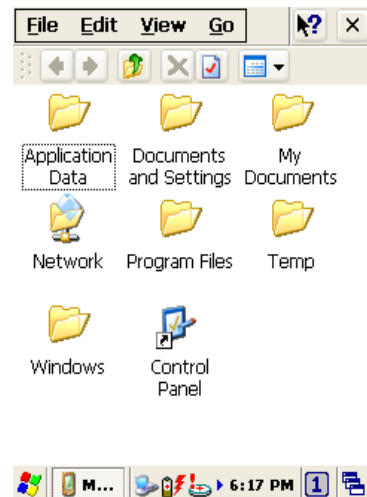 File Edit View Go ?
Application Documents My
Data and Settings Documents
Network Program Files Temp
Windows Control
Panel
M... 6:17 PM 1